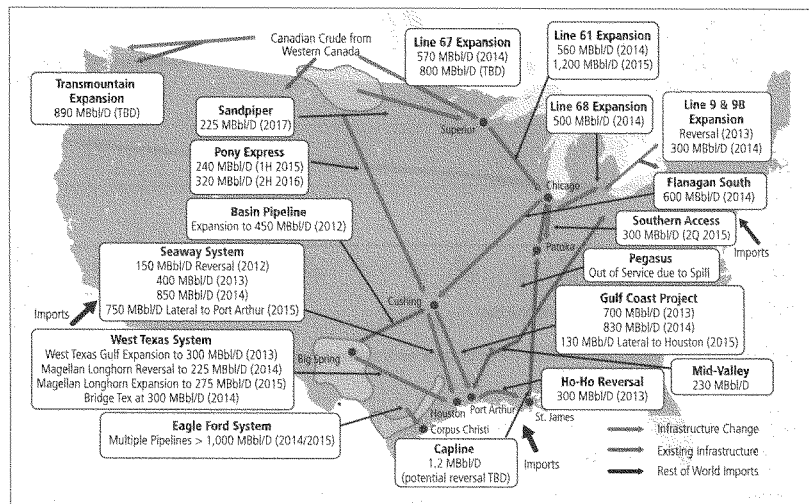 Canadian Crude from
Western Canada
Transmountain
Expansion
890 MBbl/D (TBD)
Line 67 Expansion
570 MBbl/D (2014)
800 MBbl/D (TBD)
Line 61 Expansion
560 MBbl/D (2014)
1,200 MBbl/D (2015)
Sandpiper
225 MBbl/D (2017)
Line 68 Expansion
500 MBbl/D (2014)
Line 9 & 9B
Expansion
Reversal (2013)
300 MBbl/D (2014)
Superior
Pony Express
240 MBbl/D (1H 2015)
320 MBbl/D (2H 2016)
Chicago
Flanagan South
600 MBbl/D (2014)
Basin Pipeline
Expansion to 450 MBbl/D (2012)
Southern Access
300 MBbl/D (2Q 2015)
Imports
Patoka
Seaway System
150 MBbl/D Reversal (2012)
400 MBbl/D (2013)
850 MBbl/D (2014)
750 MBbl/D Lateral to Port Arthur (2015)
Pegasus
Out of Service due to Spill
Imports
Cushing
Gulf Coast Project
700 MBbl/D (2013)
830 MBbl/D (2014)
130 MBb/D Lateral to Houston (2015)
West Texas System
West Texas Gulf Expansion to 300 MBbl/D (2013)
Magellan Longhorn Reversal to 225 MBbl/D (2014)
Magellan Longhorn Expansion to 275 MBbl/D (2015)
Bridge Tex at 300 MBbl/D (2014)
Big Spring
Mid-Valley
230 MBbl/D
Ho-Ho Reversal
300 MBbl/D (2013)
Houston
Port Arthur
St. James
Eagle Ford System
Multiple Pipelines > 1,000 MBbl/D (2014/2015)
Corpus Christi
Capline
1.2 MBbl/D
(potential reversal TBD)
Imports
Infrastructure Change
Existing Infrastructure
Rest of World Imports